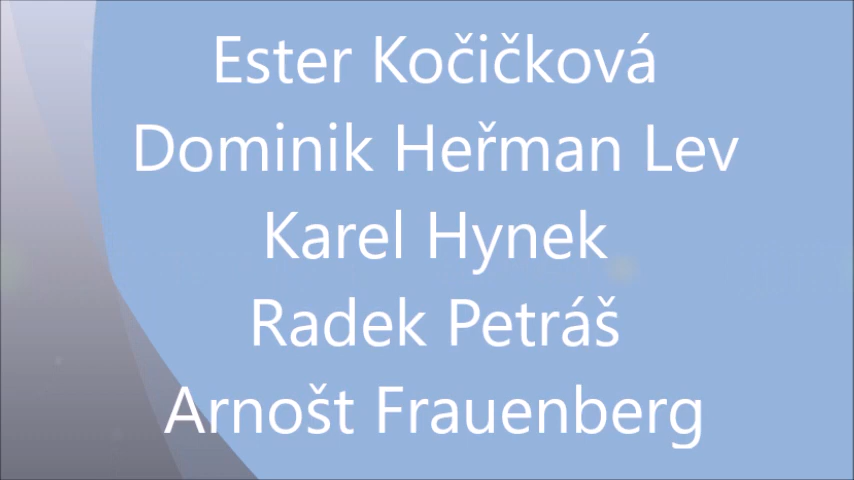 Ester Kočičková
Dominik Heřman Lev
Karel Hynek
Radek Petráš
Arnošt Frauenberg